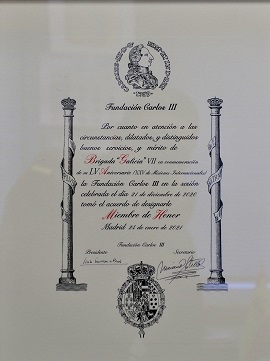 Fundación Carlos III
Por cuanto en atención a las
circunstancias, dilatados, y distinguidos
buenos servicios, y mérito de
Brigada "Galicia" VII en conmemoración
de su LV Aniversario (XXV de Misiones Internacionales)
la Fundación Carlos III en la sesión
celebrada el día 21 de diciembre de 2020
tomó el acuerdo de designarle
Miembro de Honor
Madrid 24 de enero de 2021
Fundación Carlos III
Presidente Secretario